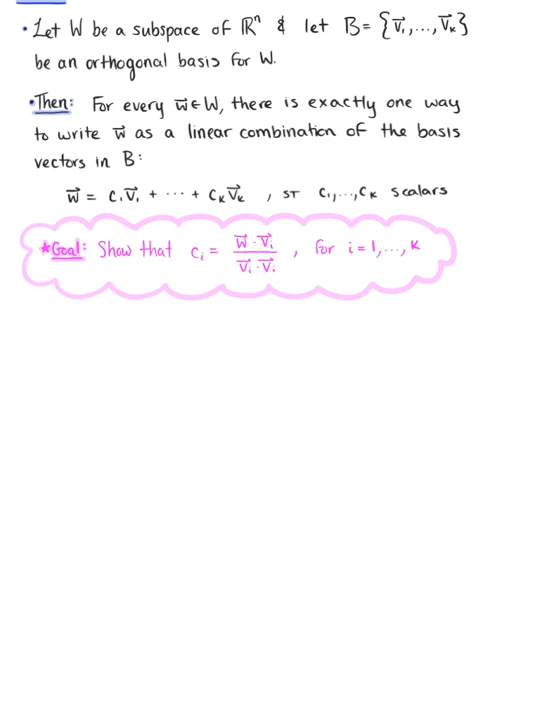 • Let W be a subspace of ℝⁿ & let B = {v⃗₁, ..., v⃗ₖ}
be an orthogonal basis for W.
• Then: For every w⃗ ∈ W, there is exactly one way
to write w⃗ as a linear combination of the basis
vectors in B:
w⃗ = c₁v⃗₁ + ··· + cₖv⃗ₖ , ST c₁,...,cₖ scalars
*Goal: Show that cᵢ = (w⃗ · v⃗ᵢ)/(v⃗ᵢ · v⃗ᵢ) , for i = 1, ..., k